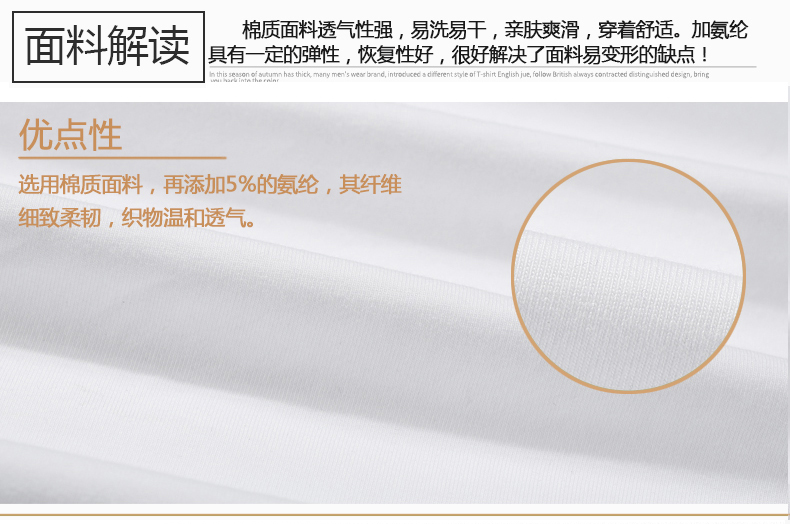 面料解读
棉质面料透气性强，易洗易干，亲肤爽滑，穿着舒适。加氨纶
具有一定的弹性，恢复性好，很好解决了面料易变形的缺点！
In this season of autumn has thick, many men's wear brand, introduced a different style of T-shirt English jue, follow British always contracted distinguished design, bring
you back into the
优点性
选用棉质面料，再添加5%的氨纶，其纤维
细致柔韧，织物温和透气。